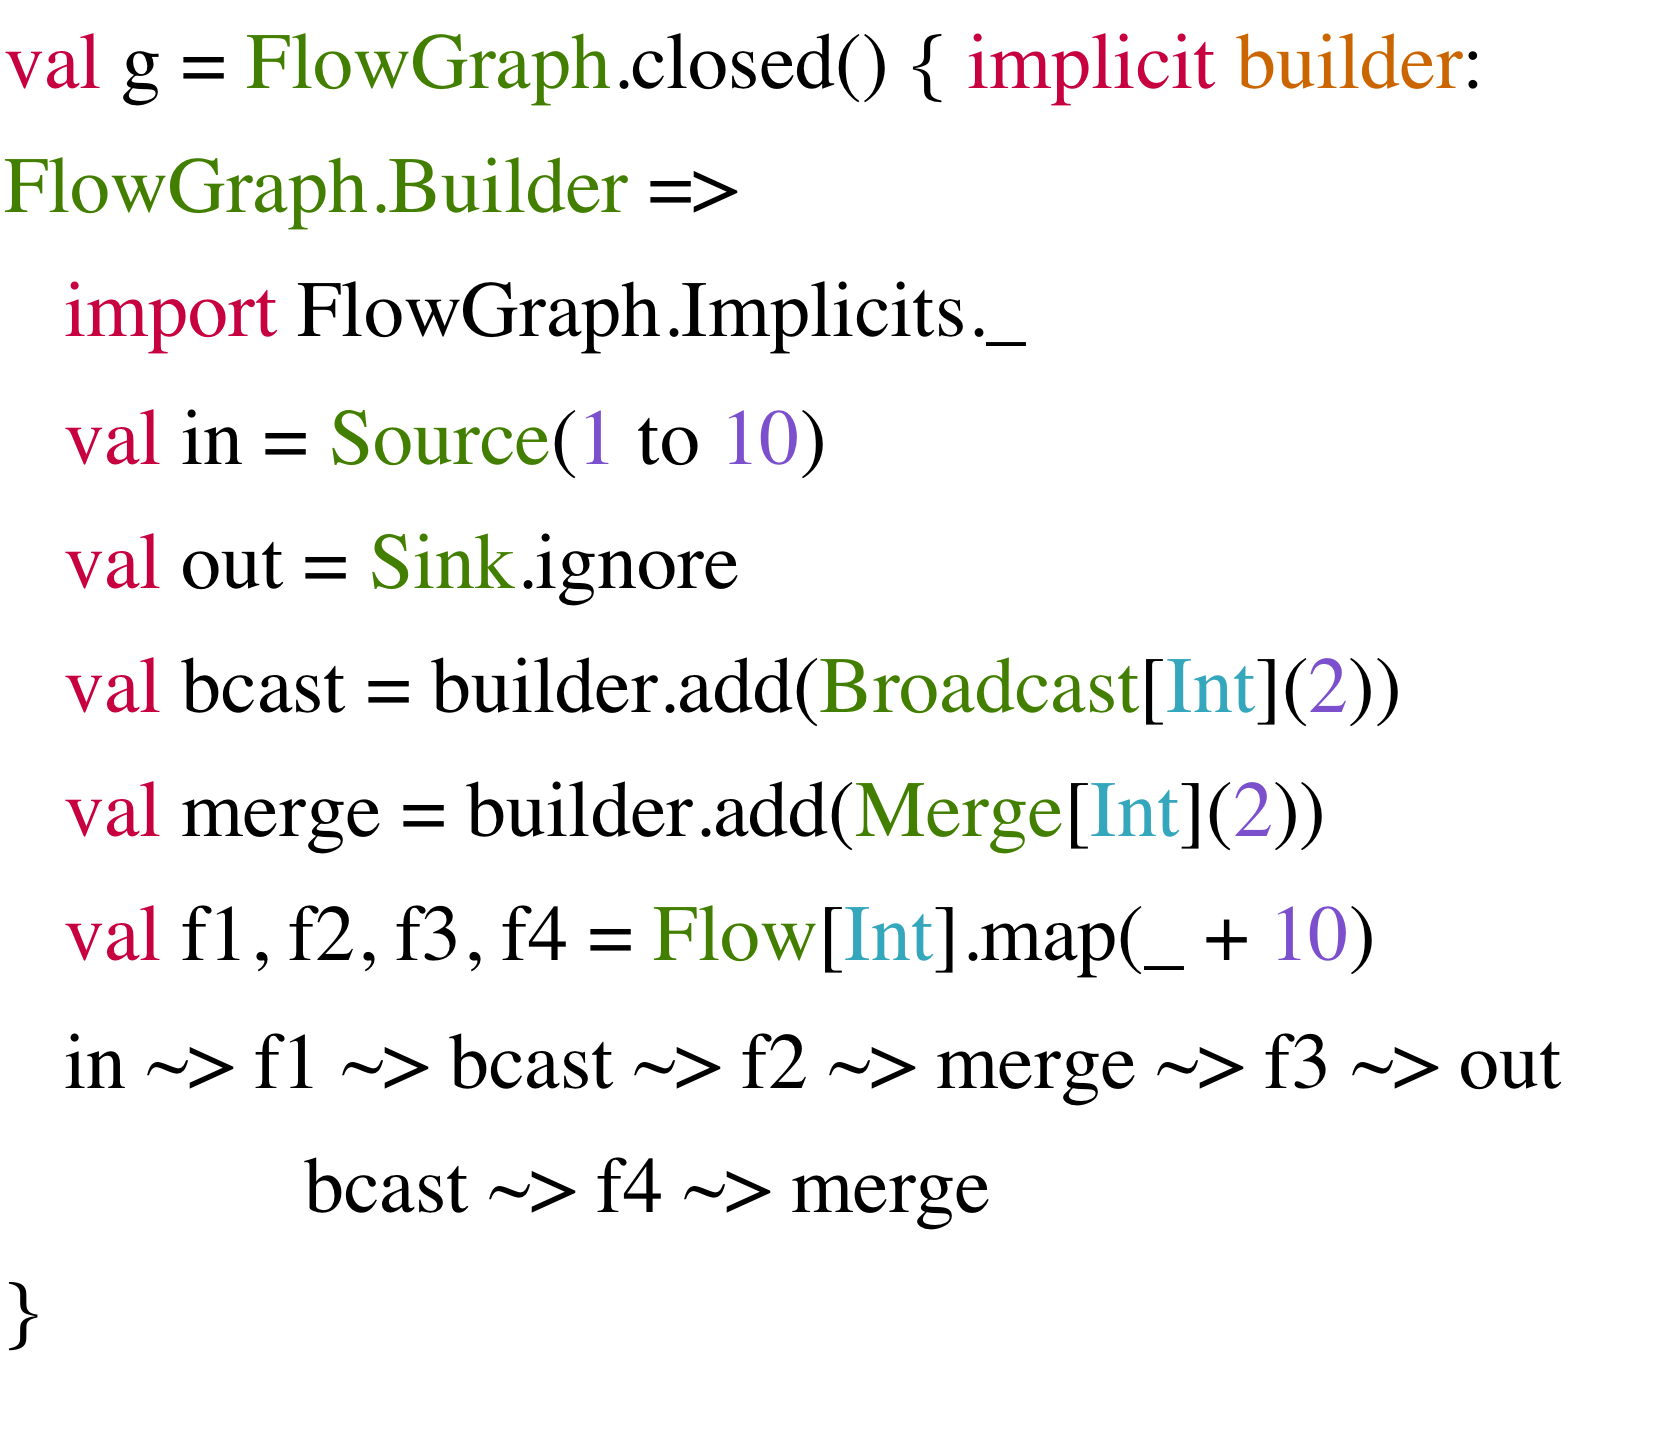 val g = FlowGraph.closed() { implicit builder:
FlowGraph.Builder =>
import FlowGraph.Implicits._
val in = Source(1 to 10)
val out = Sink.ignore
val bcast = builder.add(Broadcast[Int](2))
val merge = builder.add(Merge[Int](2))
val f1, f2, f3, f4 = Flow[Int].map(_ + 10)
in ~> f1 ~> bcast ~> f2 ~> merge ~> f3 ~> out
bcast ~> f4 ~> merge
}